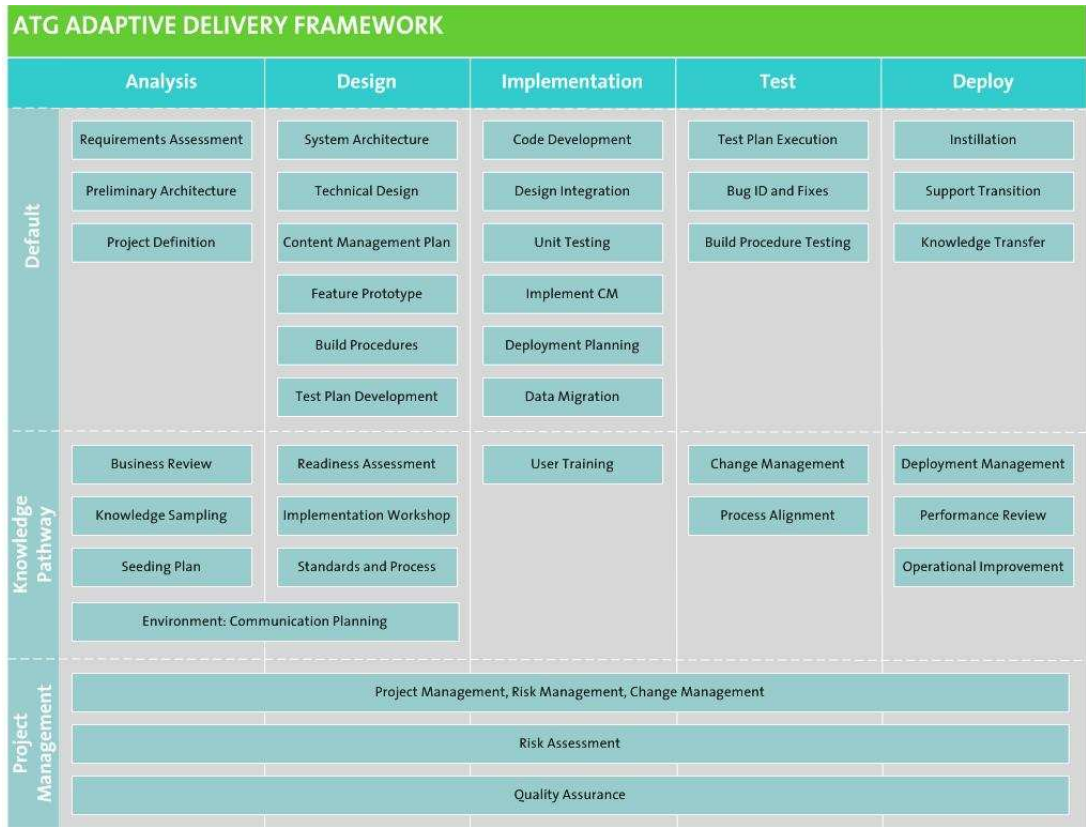 ATG ADAPTIVE DELIVERY FRAMEWORK
Analysis Design Implementation Test Deploy
Default
Requirements Assessment System Architecture Code Development Test Plan Execution Instillation
Preliminary Architecture Technical Design Design Integration Bug ID and Fixes Support Transition
Project Definition Content Management Plan Unit Testing Build Procedure Testing Knowledge Transfer
Feature Prototype Implement CM
Build Procedures Deployment Planning
Test Plan Development Data Migration
Knowledge
Pathway
Business Review Readiness Assessment User Training Change Management Deployment Management
Knowledge Sampling Implementation Workshop Process Alignment Performance Review
Seeding Plan Standards and Process Operational Improvement
Environment: Communication Planning
Project
Management
Project Management, Risk Management, Change Management
Risk Assessment
Quality Assurance